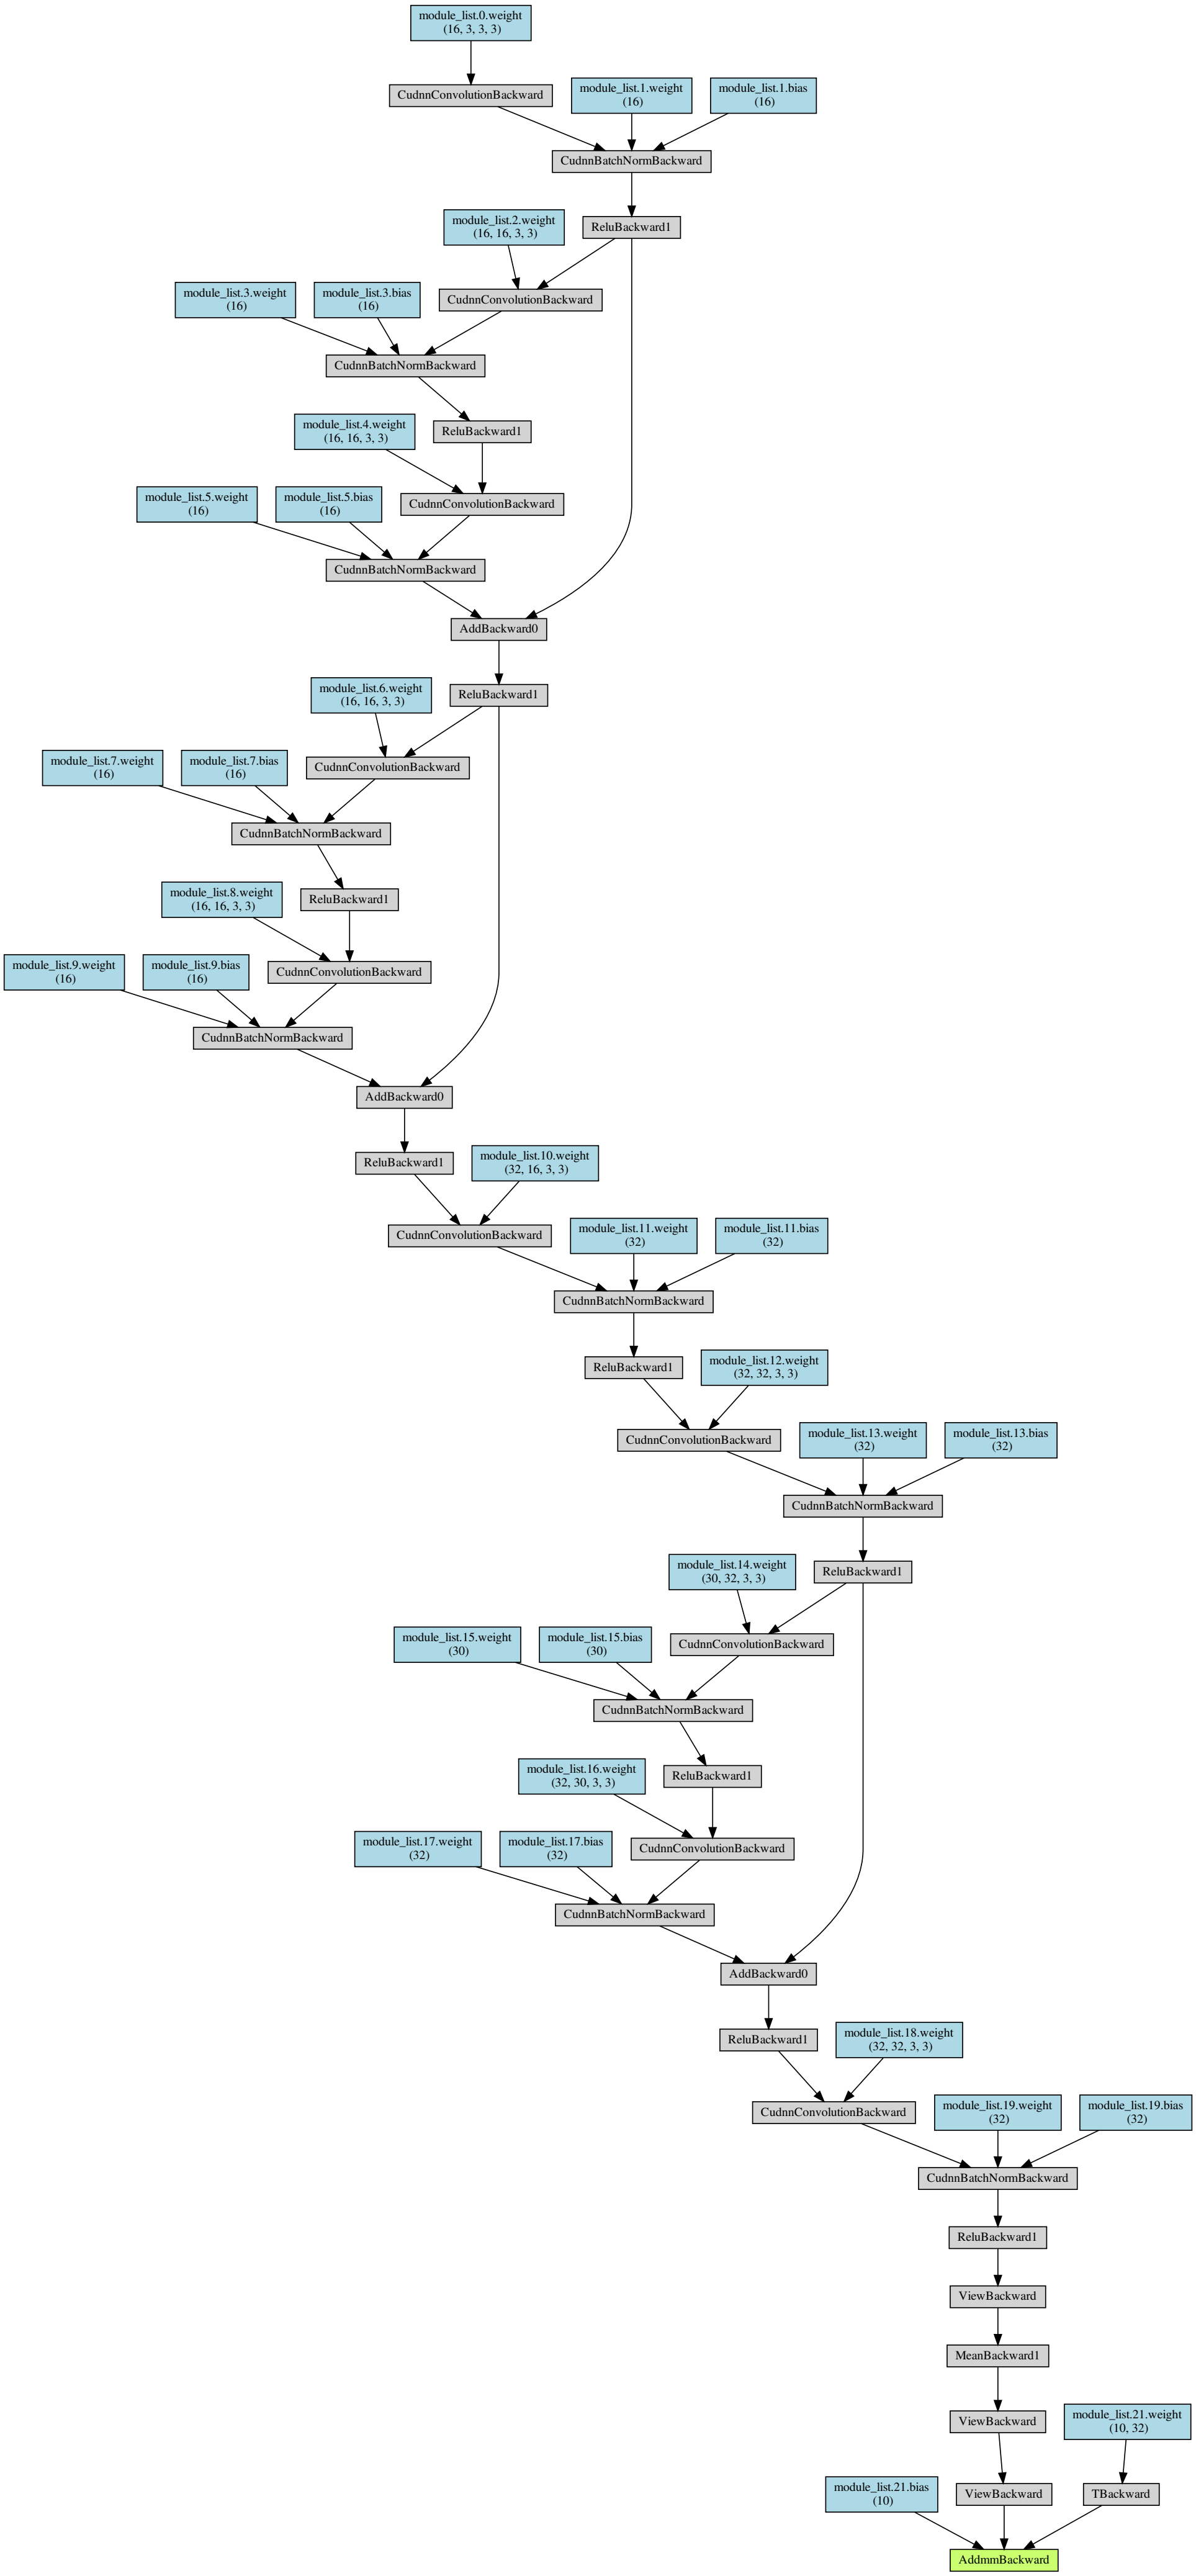 module_list.0.weight
(16, 3, 3, 3)
CudnnConvolutionBackward
module_list.1.weight
(16)
module_list.1.bias
(16)
CudnnBatchNormBackward
module_list.2.weight
(16, 16, 3, 3)
ReluBackward1
module_list.3.weight
(16)
module_list.3.bias
(16)
CudnnConvolutionBackward
CudnnBatchNormBackward
module_list.4.weight
(16, 16, 3, 3)
ReluBackward1
module_list.5.weight
(16)
module_list.5.bias
(16)
CudnnConvolutionBackward
CudnnBatchNormBackward
AddBackward0
module_list.6.weight
(16, 16, 3, 3)
ReluBackward1
module_list.7.weight
(16)
module_list.7.bias
(16)
CudnnConvolutionBackward
CudnnBatchNormBackward
module_list.8.weight
(16, 16, 3, 3)
ReluBackward1
module_list.9.weight
(16)
module_list.9.bias
(16)
CudnnConvolutionBackward
CudnnBatchNormBackward
AddBackward0
ReluBackward1
module_list.10.weight
(32, 16, 3, 3)
CudnnConvolutionBackward
module_list.11.weight
(32)
module_list.11.bias
(32)
CudnnBatchNormBackward
ReluBackward1
module_list.12.weight
(32, 32, 3, 3)
CudnnConvolutionBackward
module_list.13.weight
(32)
module_list.13.bias
(32)
CudnnBatchNormBackward
module_list.14.weight
(30, 32, 3, 3)
ReluBackward1
module_list.15.weight
(30)
module_list.15.bias
(30)
CudnnConvolutionBackward
CudnnBatchNormBackward
module_list.16.weight
(32, 30, 3, 3)
ReluBackward1
module_list.17.weight
(32)
module_list.17.bias
(32)
CudnnConvolutionBackward
CudnnBatchNormBackward
AddBackward0
ReluBackward1
module_list.18.weight
(32, 32, 3, 3)
CudnnConvolutionBackward
module_list.19.weight
(32)
module_list.19.bias
(32)
CudnnBatchNormBackward
ReluBackward1
ViewBackward
MeanBackward1
ViewBackward
module_list.21.weight
(10, 32)
module_list.21.bias
(10)
ViewBackward
TBackward
AddmmBackward